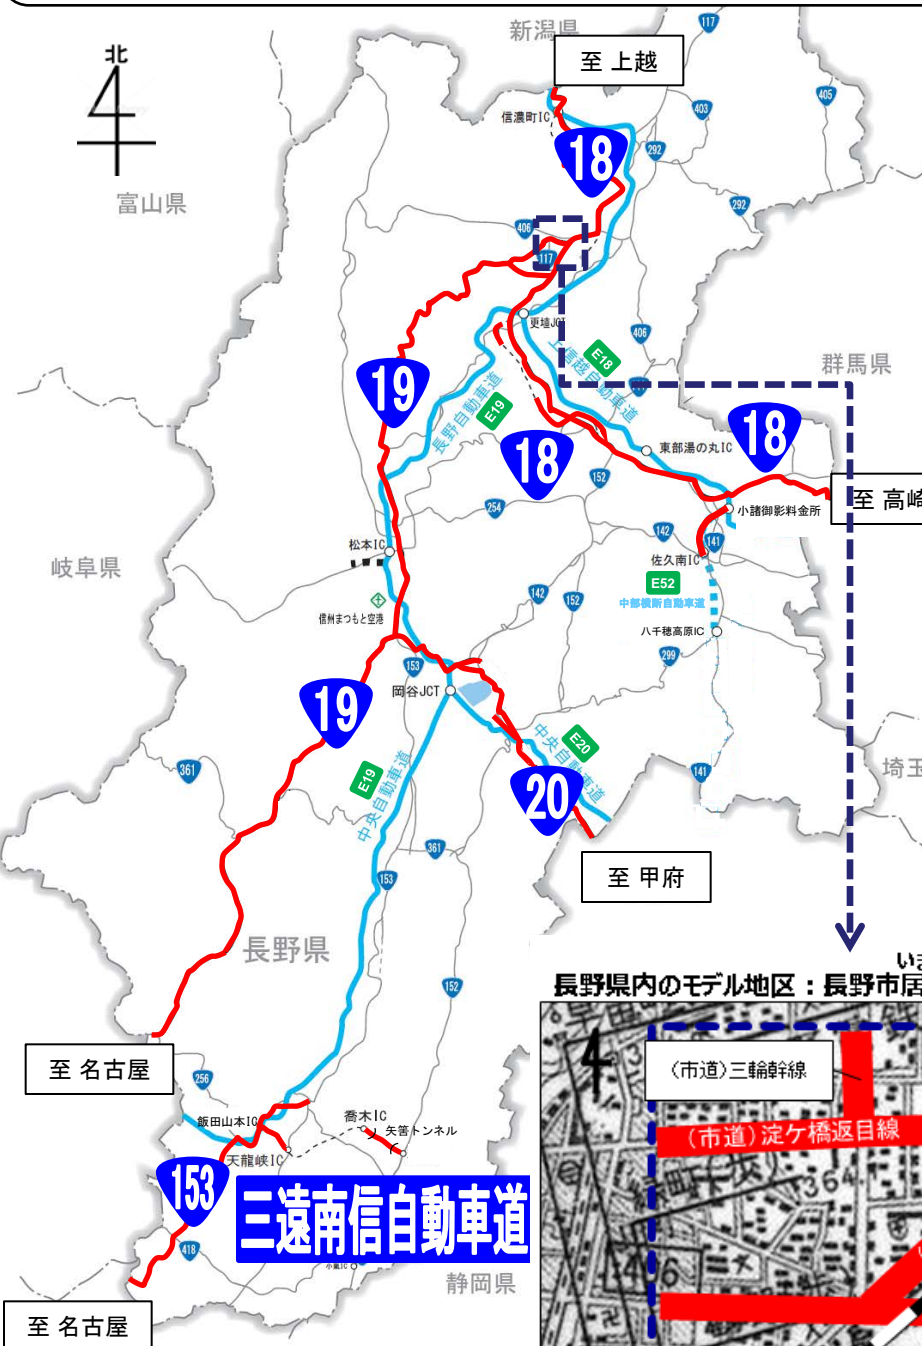 新潟県
117
北
至 上越
405
403
信濃町IC
18
292
富山県
292
406
117
更埴JCT
406
E18
上信越自動車道
群馬県
19
長野自動車道
E19
18
18
東部湯の丸IC
152
至 高崎
254
小諸御影料金所
142
141
松本IC
佐久南IC
岐阜県
E52
142
152
中部横断自動車道
信州まつもと空港
八千穂高原IC
153
299
岡谷JCT
19
E20
中央自動車道
361
E19
中央自動車道
20
141
埼玉
361
至 甲府
153
長野県
152
長野県内のモデル地区：長野市居
至 名古屋
(市道)三輪幹線
256
飯田山本IC
喬木IC
矢筈トンネル
(市道)淀ケ橋返目線
天龍峡IC
153
364
三遠南信自動車道
418
静岡県
至 名古屋